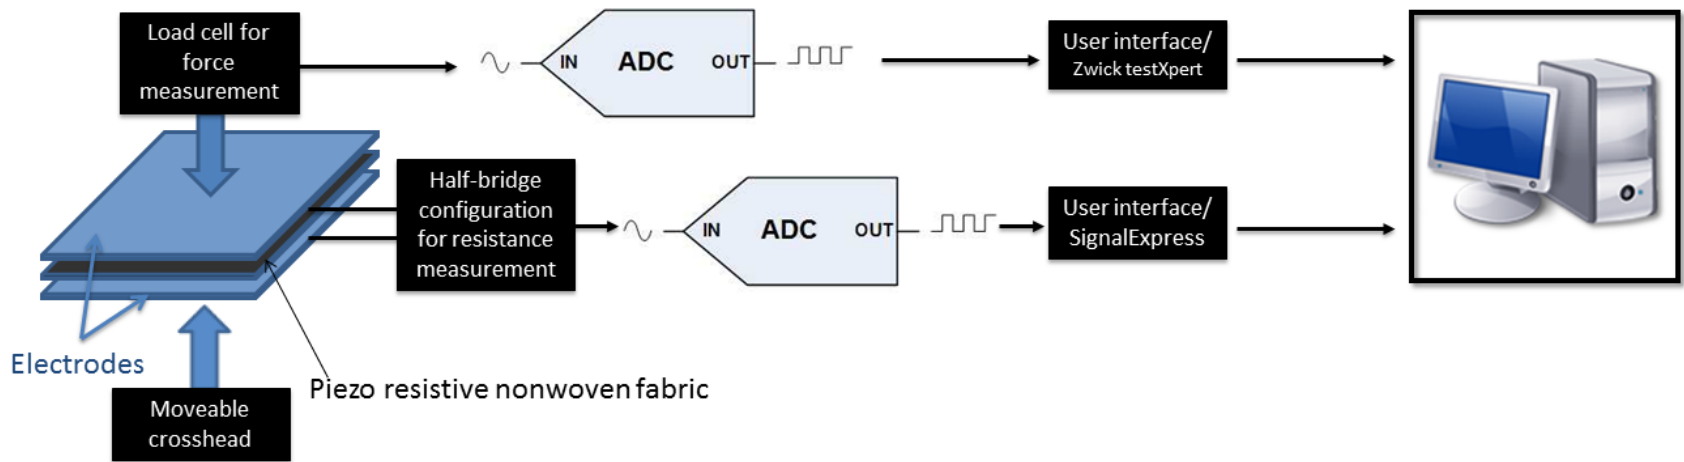 Load cell for
force
measurement
IN
ADC
OUT
User interface/
Zwick testXpert
Half-bridge
configuration
for resistance
measurement
IN
ADC
OUT
User interface/
SignalExpress
Electrodes
Piezo resistive nonwoven fabric
Moveable
crosshead